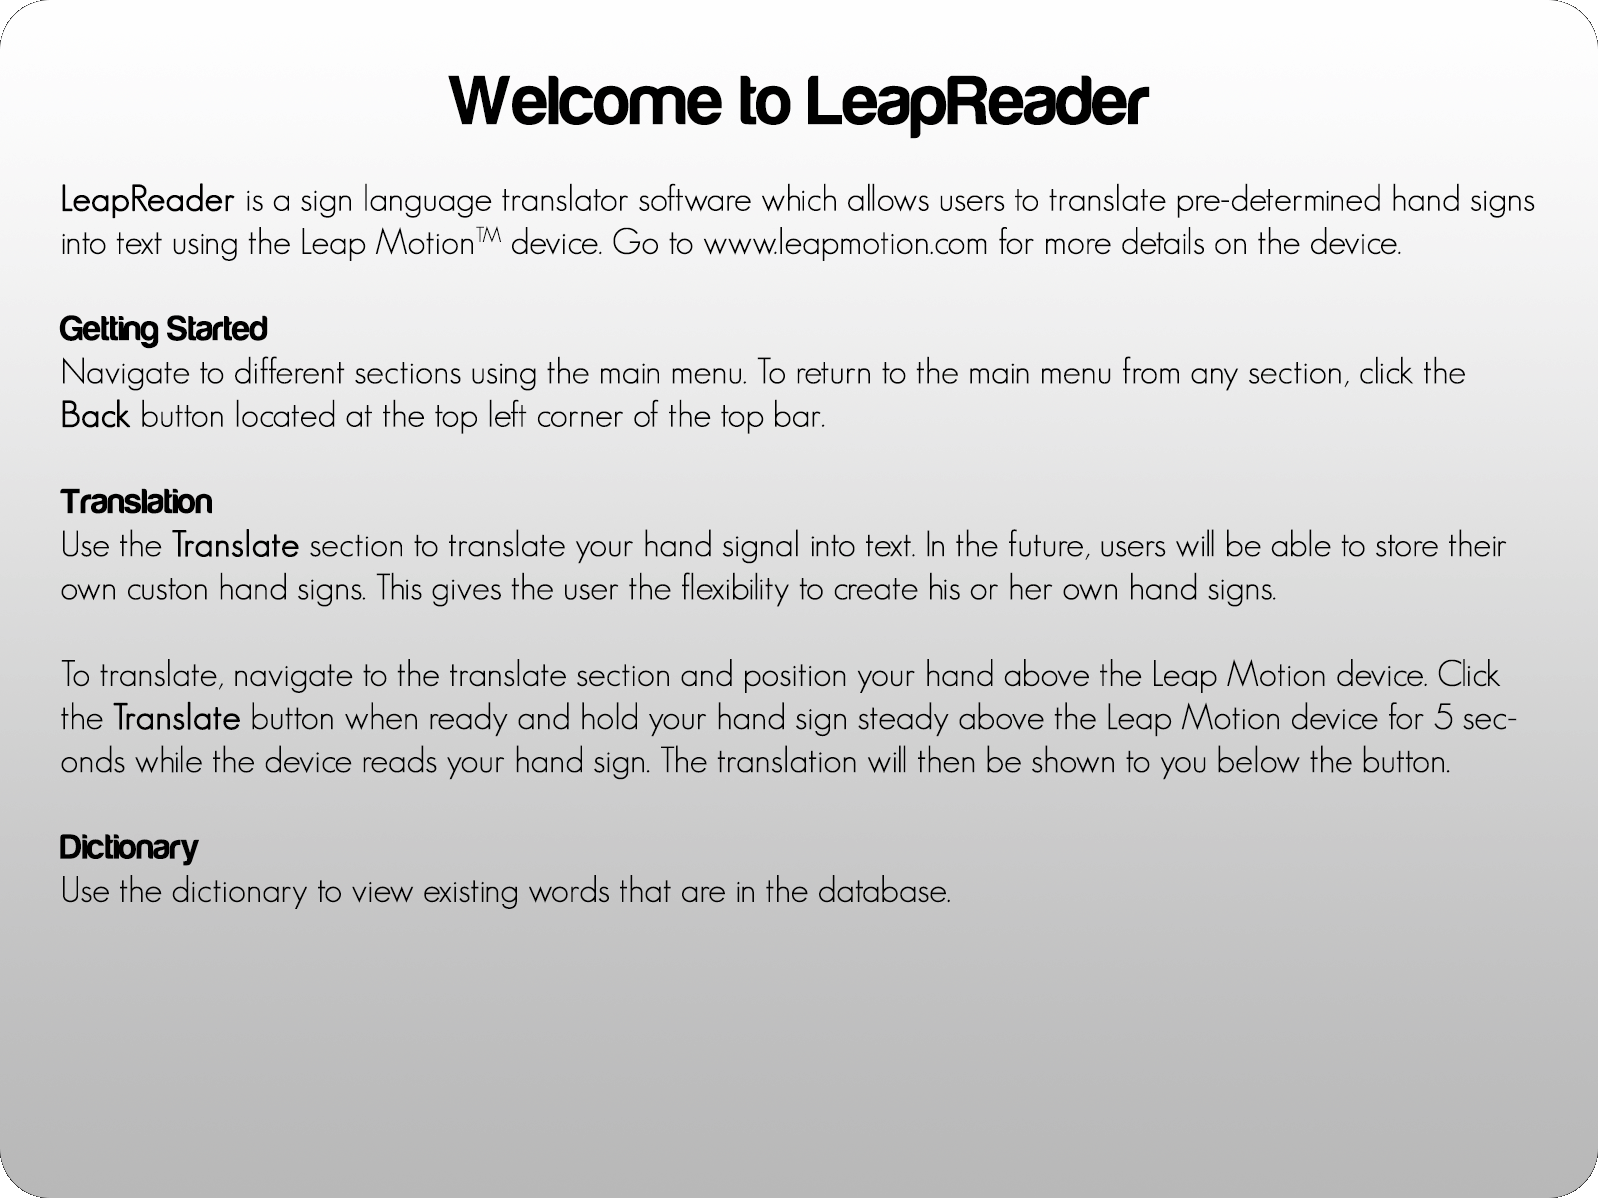 Welcome to LeapReader
LeapReader is a sign language translator software which allows users to translate pre-determined hand signs
into text using the Leap Motion™ device. Go to www.leapmotion.com for more details on the device.
Getting Started
Navigate to different sections using the main menu. To return to the main menu from any section, click the
Back button located at the top left corner of the top bar.
Translation
Use the Translate section to translate your hand signal into text. In the future, users will be able to store their
own custon hand signs. This gives the user the flexibility to create his or her own hand signs.
To translate, navigate to the translate section and position your hand above the Leap Motion device. Click
the Translate button when ready and hold your hand sign steady above the Leap Motion device for 5 sec-
onds while the device reads your hand sign. The translation will then be shown to you below the button.
Dictionary
Use the dictionary to view existing words that are in the database.